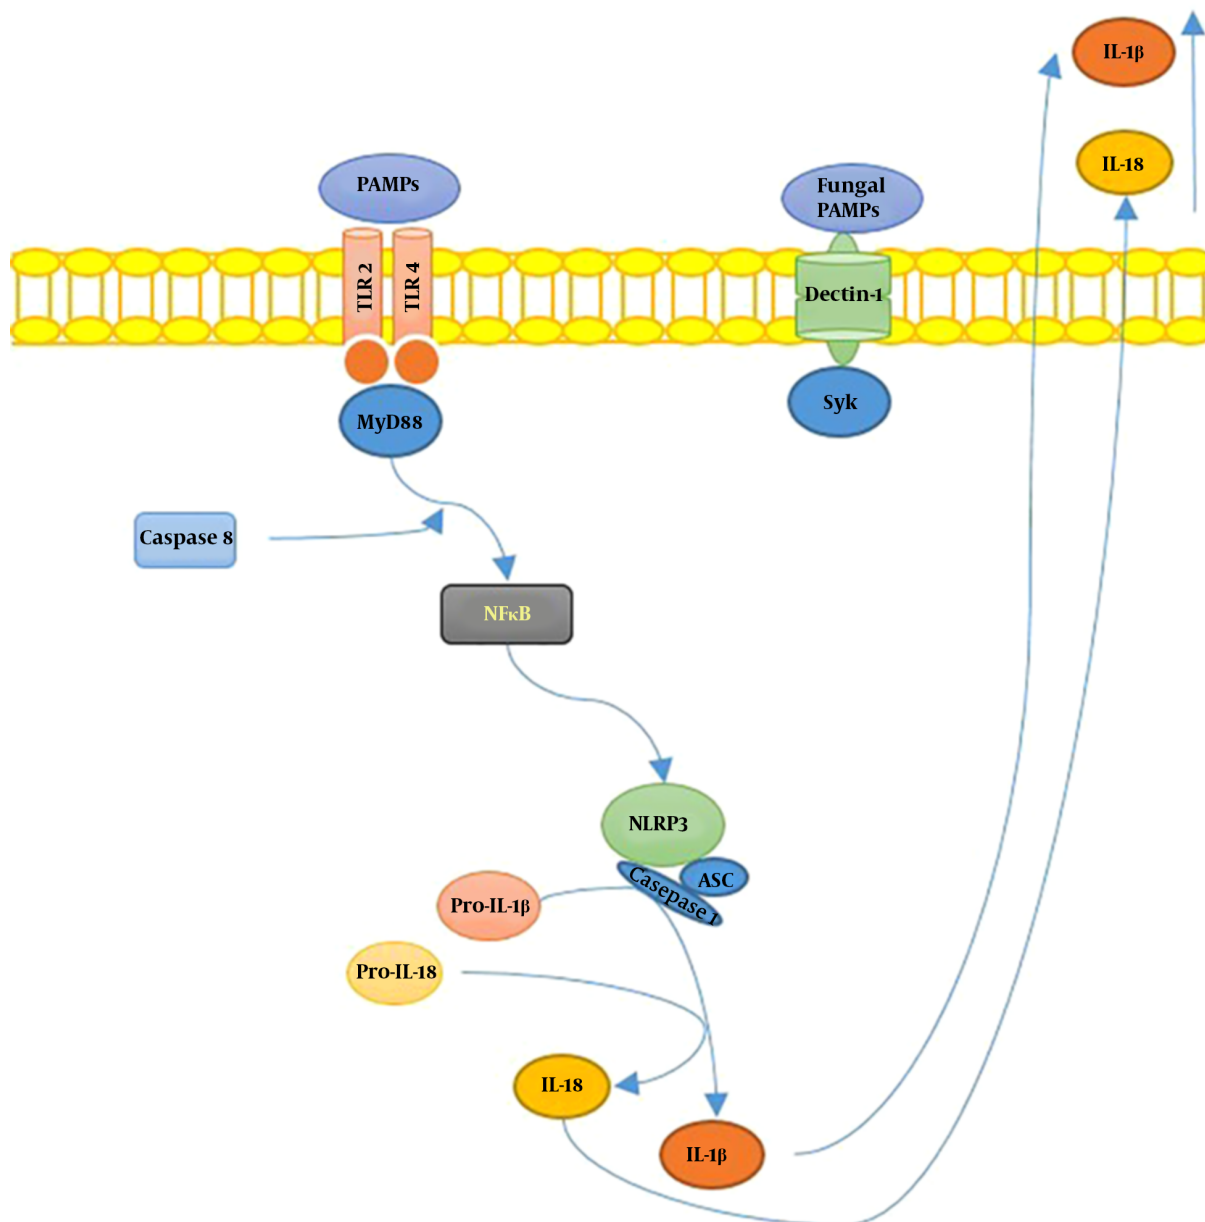 IL-1β
IL-18
PAMPs
Fungal
PAMPs
TLR 2
TLR 4
Dectin-1
MyD88
Syk
Caspase 8
NFκB
NLRP3
ASC
Casepase 1
Pro-IL-1β
Pro-IL-18
IL-18
IL-1β